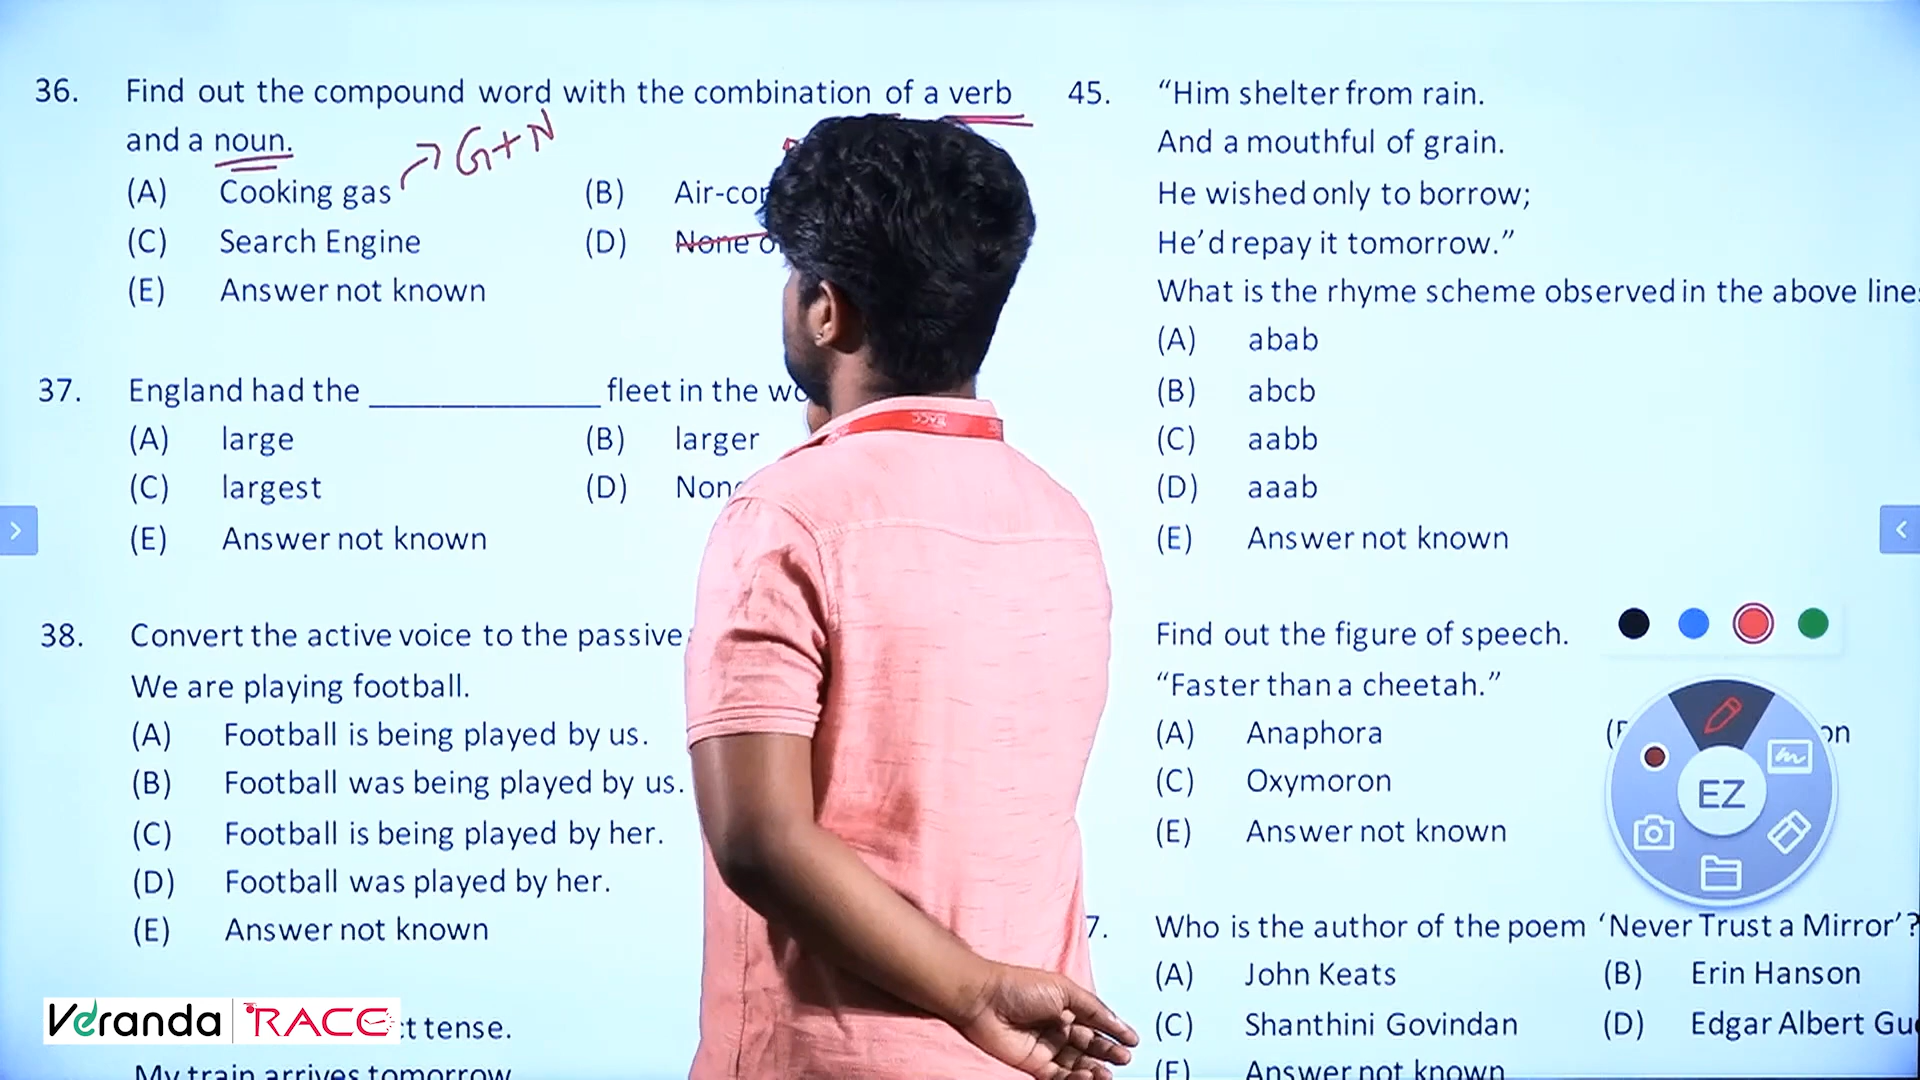 36. Find out the compound word with the combination of a verb
and a noun.
→ G+N
(A) Cooking gas (B)
(C) Search Engine (D) None
(E) Answer not known
37. England had the ____________ fleet in the
(A) large (B) larger
(C) largest (D)
(E) Answer not known
38. Convert the active voice to the passive
We are playing football.
(A) Football is being played by us.
(B) Football was being played by us.
(C) Football is being played by her.
(D) Football was played by her.
(E) Answer not known
tense.
My train arrives tomorrow
Veranda RACE
RACE
45. “Him shelter from rain.
And a mouthful of grain.
He wished only to borrow;
He’d repay it tomorrow.”
What is the rhyme scheme observed in the above
(A) abab
(B) abcb
(C) aabb
(D) aaab
(E) Answer not known
Find out the figure of speech.
“Faster than a cheetah.”
(A) Anaphora
(C) Oxymoron
(E) Answer not known
EZ
7. Who is the author of the poem ‘Never Trust a Mirror’?
(A) John Keats (B) Erin Hanson
(C) Shanthini Govindan (D) Edgar Albert
(E) Answer not known